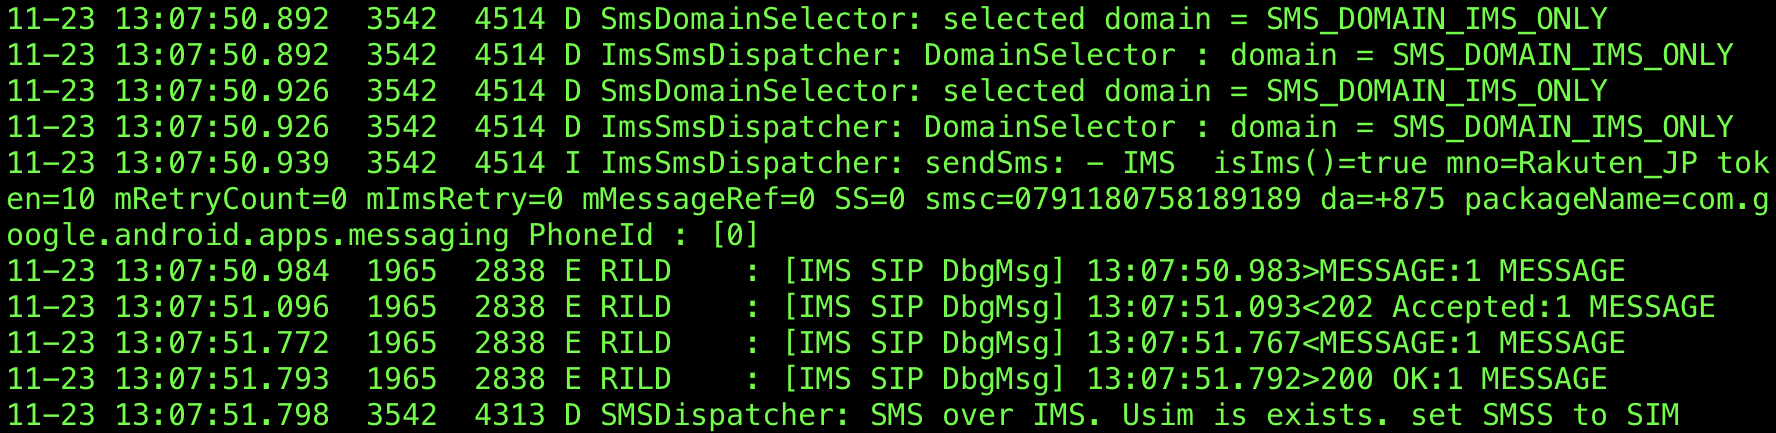 11-23 13:07:50.892  3542  4514 D SmsDomainSelector: selected domain = SMS_DOMAIN_IMS_ONLY
11-23 13:07:50.892  3542  4514 D ImsSmsDispatcher: DomainSelector : domain = SMS_DOMAIN_IMS_ONLY
11-23 13:07:50.926  3542  4514 D SmsDomainSelector: selected domain = SMS_DOMAIN_IMS_ONLY
11-23 13:07:50.926  3542  4514 D ImsSmsDispatcher: DomainSelector : domain = SMS_DOMAIN_IMS_ONLY
11-23 13:07:50.939  3542  4514 I ImsSmsDispatcher: sendSms: - IMS  isIms()=true mno=Rakuten_JP tok
en=10 mRetryCount=0 mImsRetry=0 mMessageRef=0 SS=0 smsc=0791180758189189 da=+875 packageName=com.g
oogle.android.apps.messaging PhoneId : [0]
11-23 13:07:50.984  1965  2838 E RILD    : [IMS SIP DbgMsg] 13:07:50.983>MESSAGE:1 MESSAGE
11-23 13:07:51.096  1965  2838 E RILD    : [IMS SIP DbgMsg] 13:07:51.093<202 Accepted:1 MESSAGE
11-23 13:07:51.772  1965  2838 E RILD    : [IMS SIP DbgMsg] 13:07:51.767<MESSAGE:1 MESSAGE
11-23 13:07:51.793  1965  2838 E RILD    : [IMS SIP DbgMsg] 13:07:51.792>200 OK:1 MESSAGE
11-23 13:07:51.798  3542  4313 D SMSDispatcher: SMS over IMS. Usim is exists. set SMSS to SIM